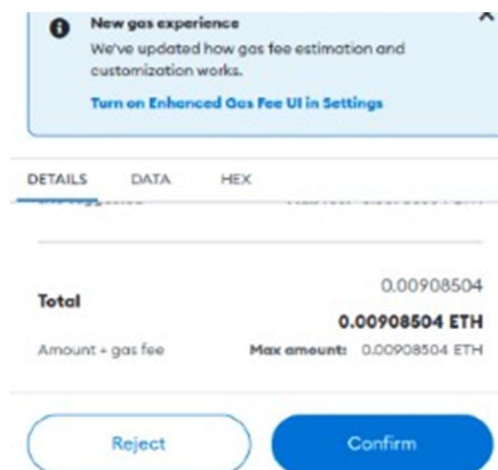 New gas experience
We've updated how gas fee estimation and
customization works.
Turn on Enhanced Gas Fee UI in Settings
DETAILS DATA HEX
Total 0.00908504
0.00908504 ETH
Amount + gas fee Max amount: 0.00908504 ETH
Reject Confirm